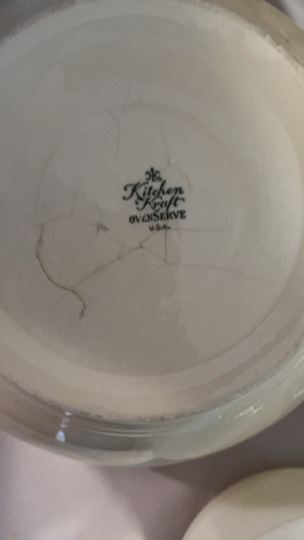 Kitchen
Kraft
OVENSERVE
U.S.A.